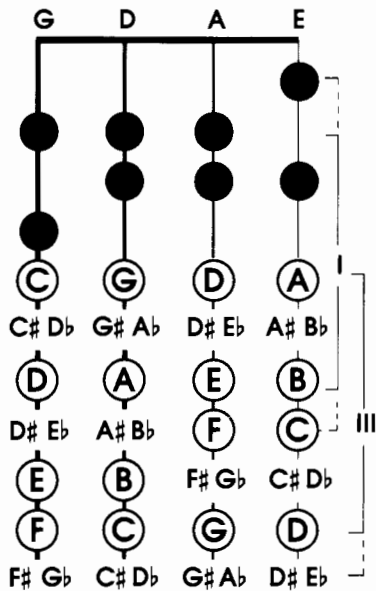 G D A E
I
C G D A
C♯ D♭ G♯ A♭ D♯ E♭ A♯ B♭
D A E B
D♯ E♭ A♯ B♭ F C
III
F♯ G♭ C♯ D♭
E B
F C G D
F♯ G♭ C♯ D♭ G♯ A♭ D♯ E♭